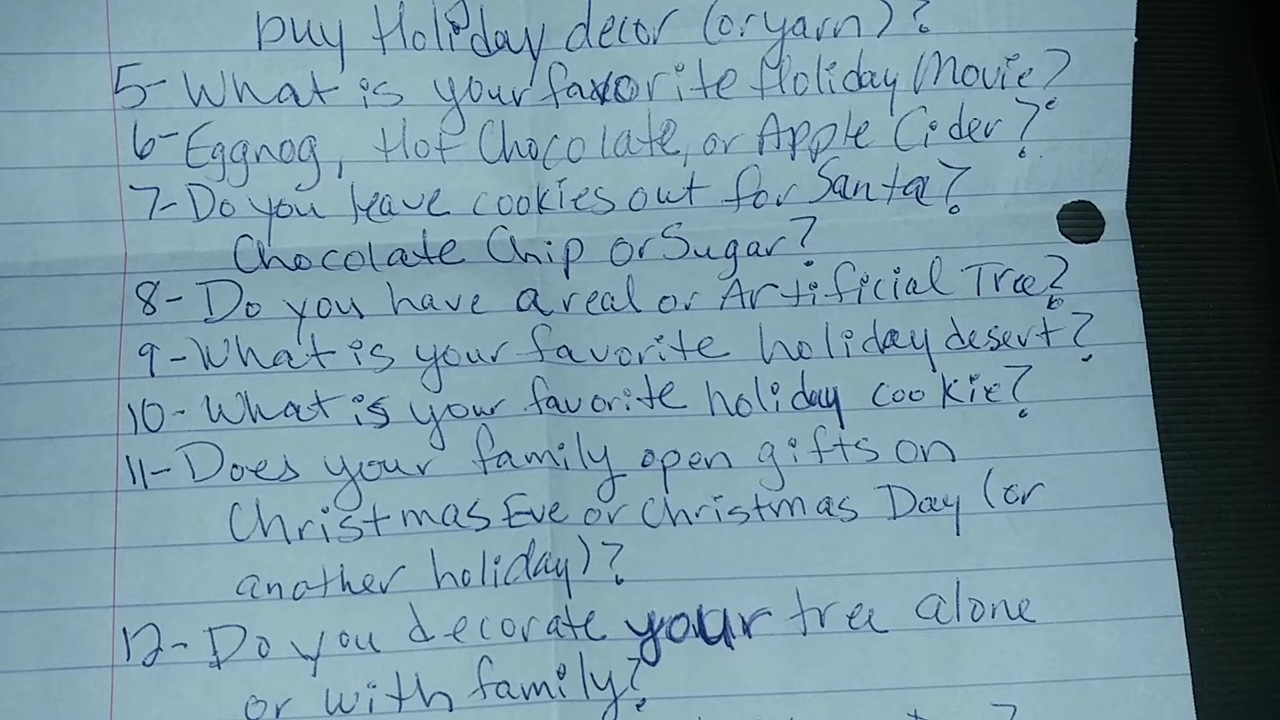 buy Holiday decor (or yarn)?
5- What is your favorite Holiday Movie?
6- Eggnog, Hot Chocolate, or Apple Cider?
7- Do you leave cookies out for Santa?
Chocolate Chip or Sugar?
8- Do you have a real or Artificial Tree?
9- What is your favorite holiday desert?
10- What is your favorite holiday cookie?
11- Does your family open gifts on
Christmas Eve or Christmas Day (or
another holiday)?
12- Do you decorate your tree alone
or with family?